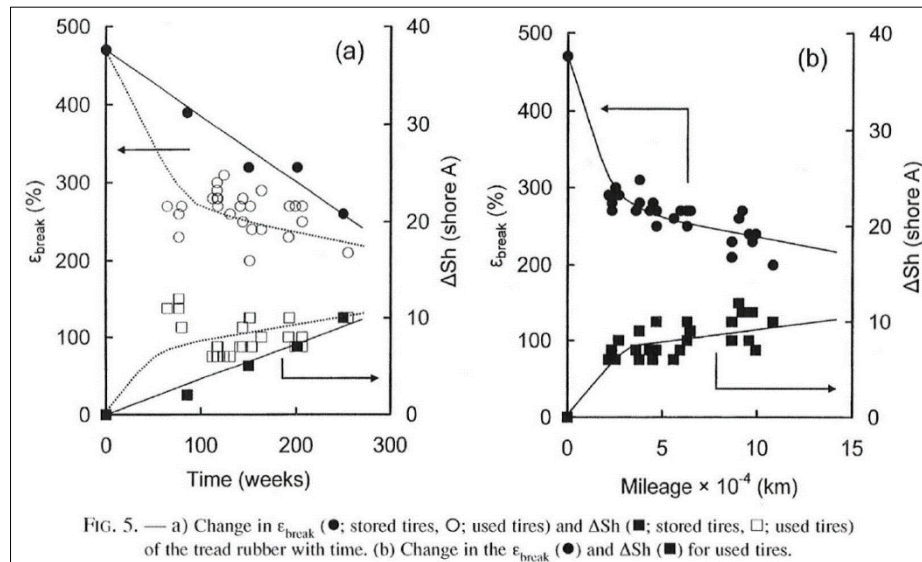 500
400
300
200
100
0
ε_break (%)
(a)
40
30
20
10
0
ΔSh (shore A)
0 100 200 300
Time (weeks)
500
400
300
200
100
0
ε_break (%)
(b)
40
30
20
10
0
ΔSh (shore A)
0 5 10 15
Mileage × 10⁻⁴ (km)
FIG. 5. — a) Change in ε_break (●; stored tires, ○; used tires) and ΔSh (■; stored tires, □; used tires)
of the tread rubber with time. (b) Change in the ε_break (●) and ΔSh (■) for used tires.